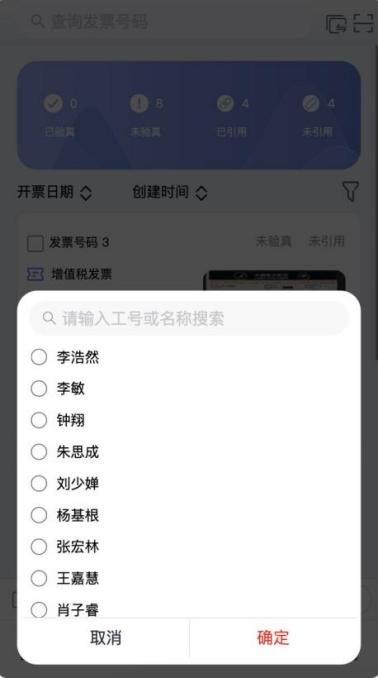 查询发票号码
0 8 4 4
已验真 未验真 已引用 未引用
开票日期 创建时间
发票号码 3 未验真 未引用
增值税发票
请输入工号或名称搜索
李浩然
李敏
钟翔
朱思成
刘少婵
杨基根
张宏林
王嘉慧
肖子睿
取消 确定